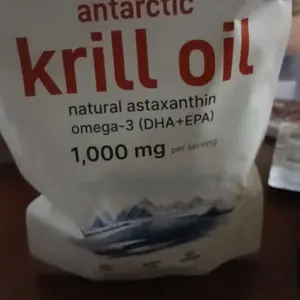 antarctic
krill oil
natural astaxanthin
omega-3 (DHA+EPA)
1,000 mg per serving